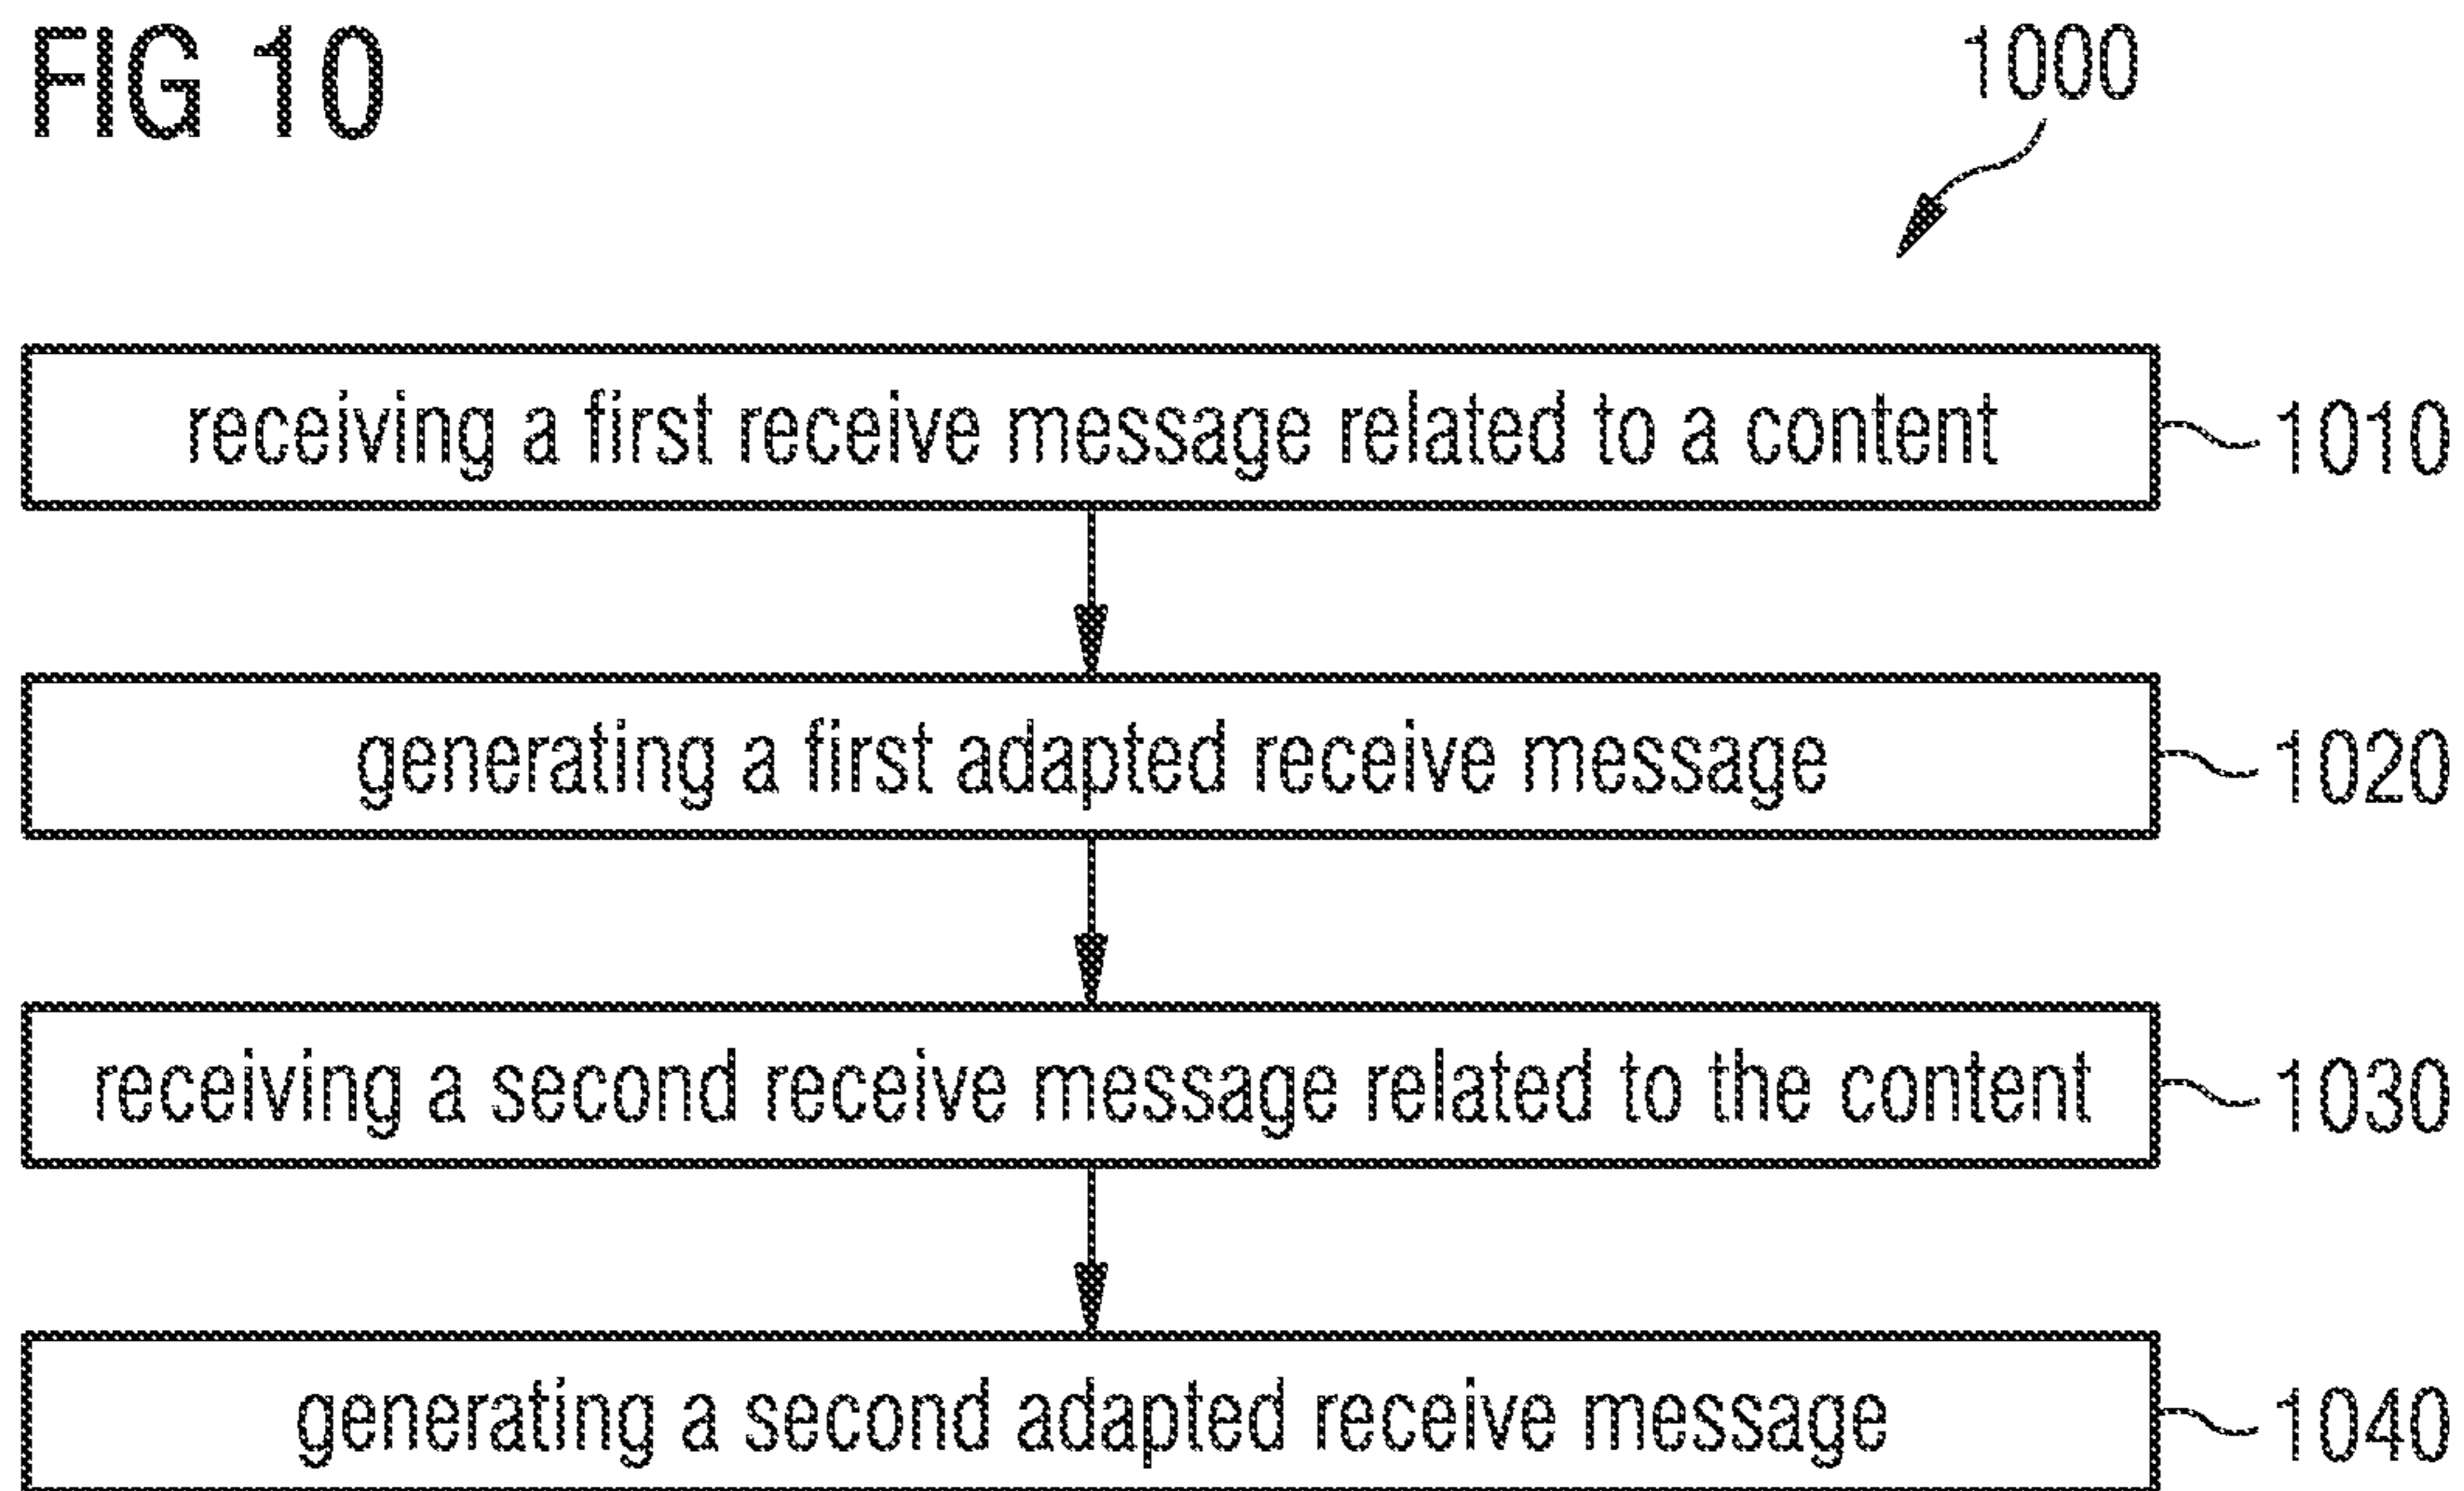 FIG 10
1000
receiving a first receive message related to a content
1010
generating a first adapted receive message
1020
receiving a second receive message related to the content
1030
generating a second adapted receive message
1040